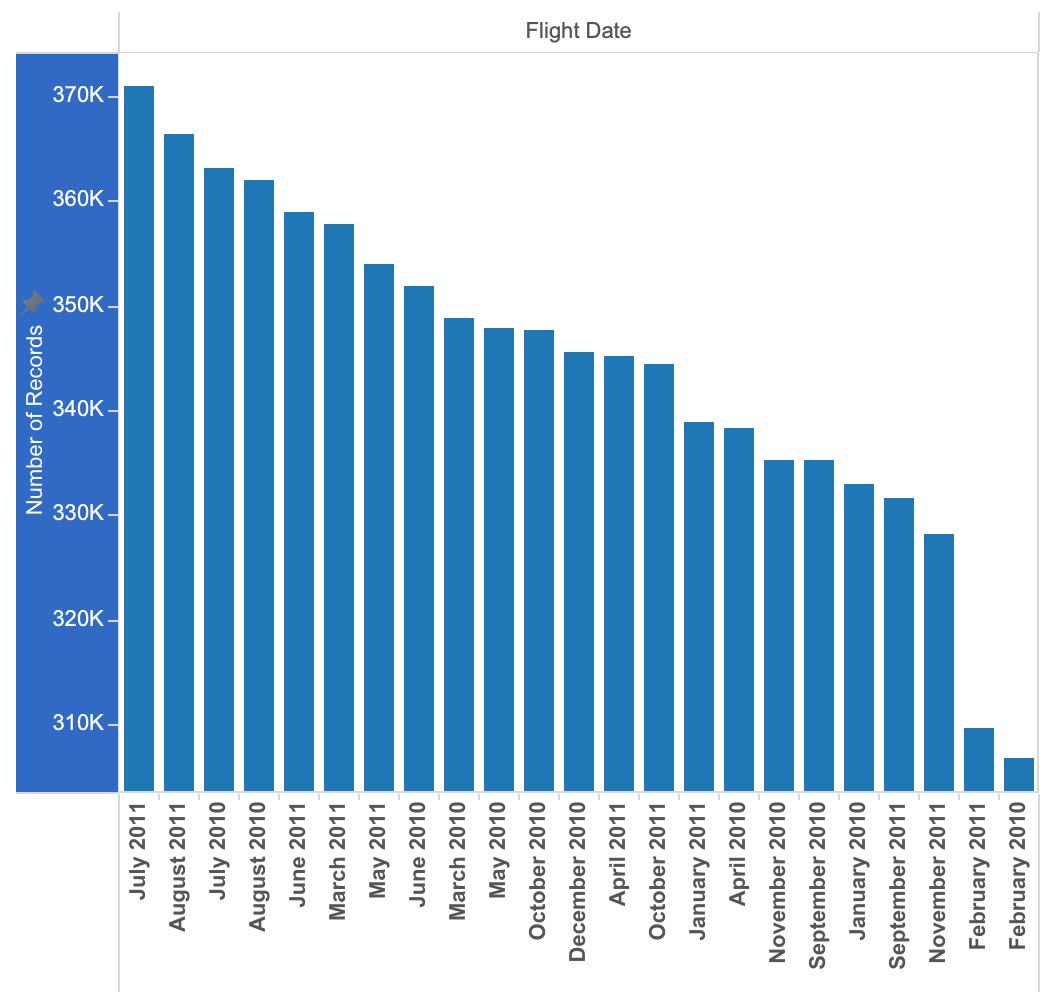 Flight Date
370K
360K
350K
340K
330K
320K
310K
Number of Records
July 2011
August 2011
July 2010
August 2010
June 2011
March 2011
May 2011
June 2010
March 2010
May 2010
October 2010
December 2010
April 2011
October 2011
January 2011
April 2010
November 2010
September 2010
January 2010
September 2011
November 2011
February 2011
February 2010